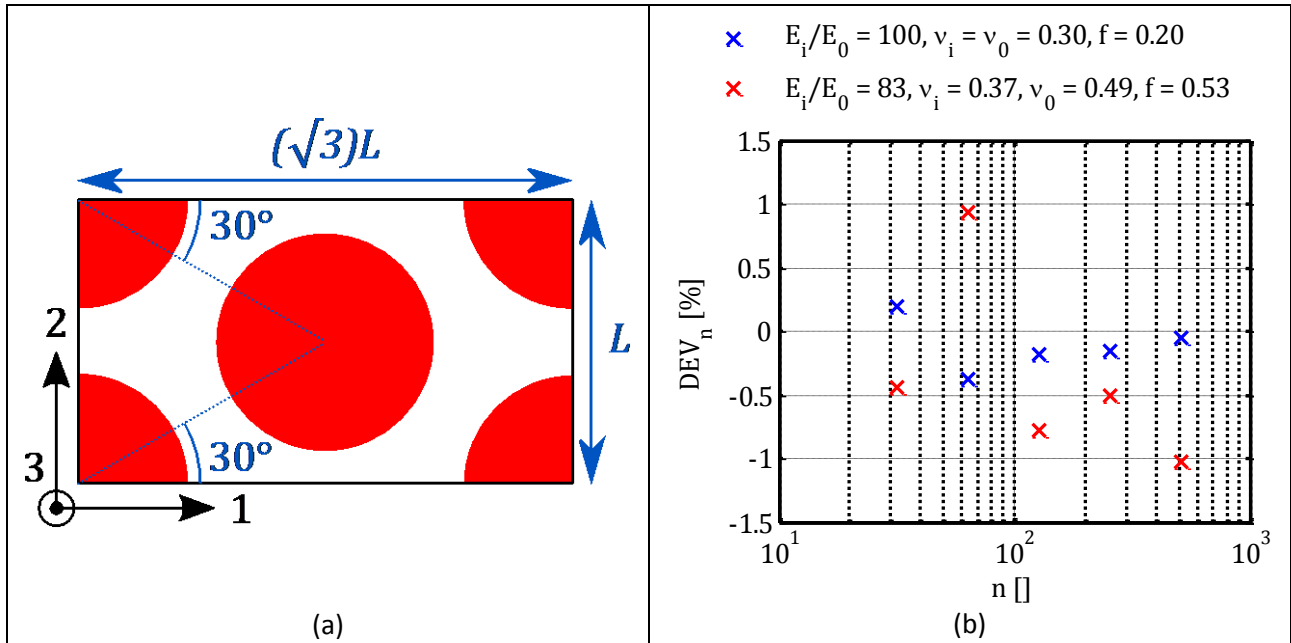 (√3)L
30°
L
30°
2
3
1
(a)
E_i/E_0 = 100, ν_i = ν_0 = 0.30, f = 0.20
E_i/E_0 = 83, ν_i = 0.37, ν_0 = 0.49, f = 0.53
1.5
1
0.5
0
-0.5
-1
-1.5
DEV_n [%]
10^1
10^2
10^3
n []
(b)